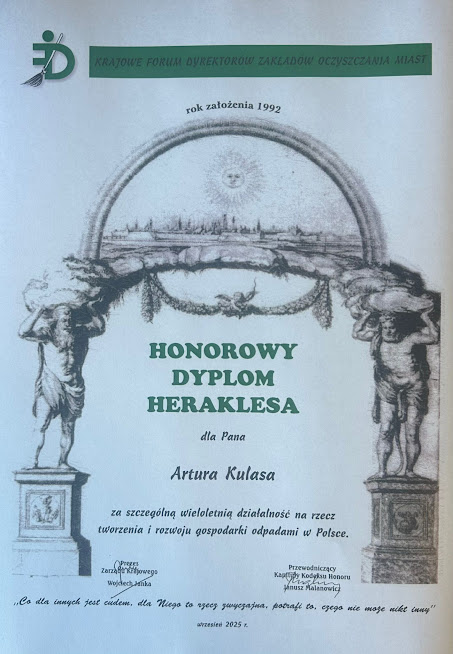 KRAJOWE FORUM DYREKTORÓW ZAKŁADÓW OCZYSZCZANIA MIAST
rok założenia 1992
HONOROWY
DYPLOM
HERAKLESA
dla Pana
Artura Kulasa
za szczególną wieloletnią działalność na rzecz
tworzenia i rozwoju gospodarki odpadami w Polsce.
Prezes
Zarządu Krajowego
Wojciech Janka
Przewodniczący
Kapituły Kodeksu Honoru
Janusz Malanowicz
„Co dla innych jest cudem, dla Niego to rzecz zwyczajna, potrafi to, czego nie może nikt inny"
wrzesień 2025 r.